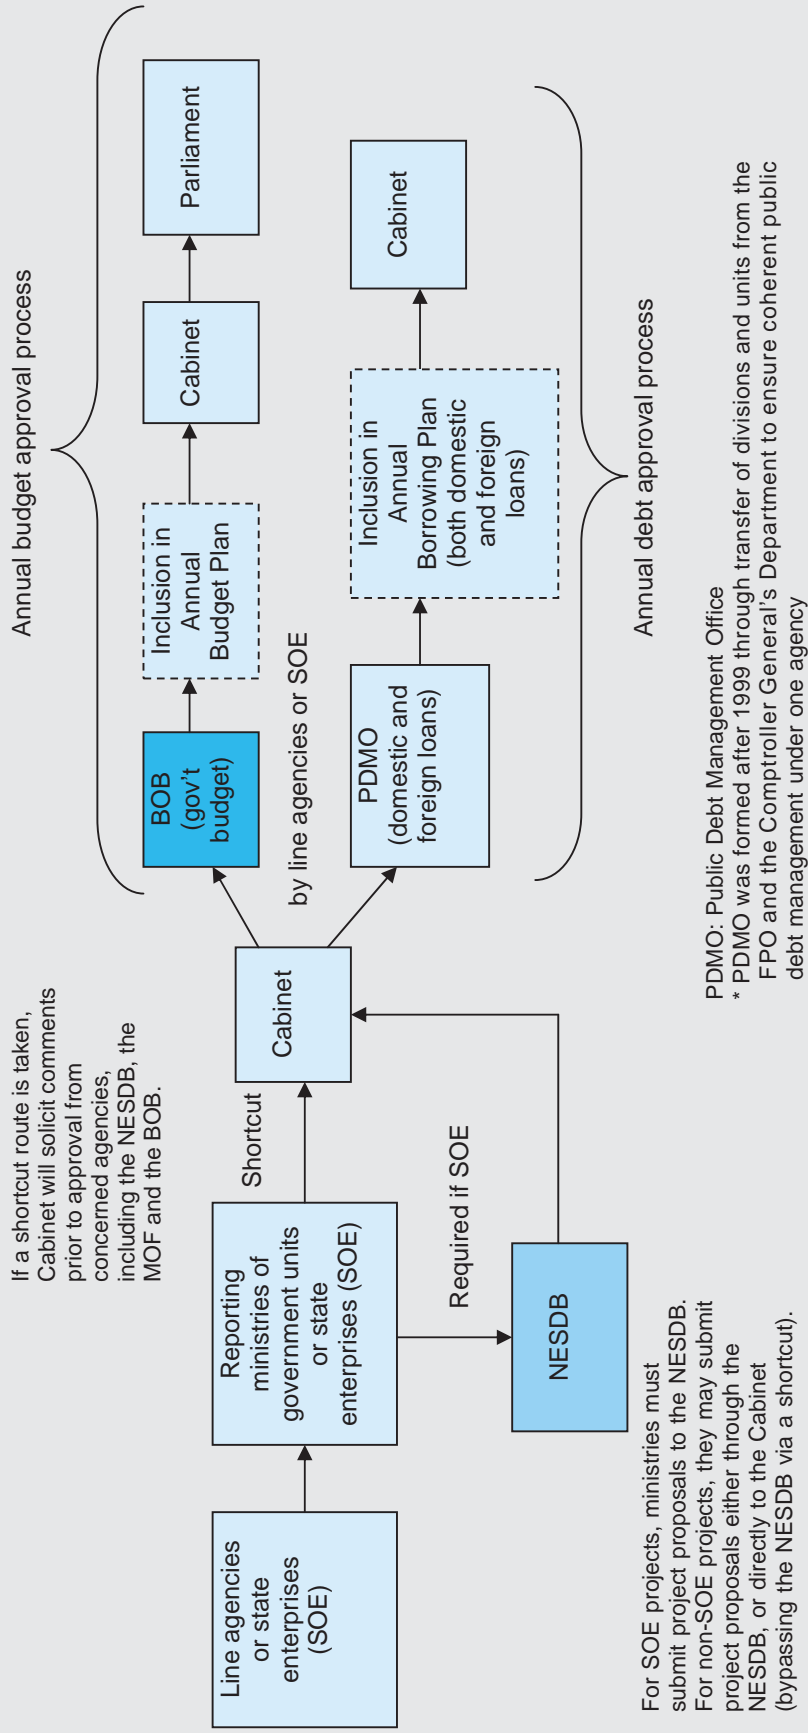 Annual budget approval process
If a shortcut route is taken,
Cabinet will solicit comments
prior to approval from
concerned agencies,
including the NESDB, the
MOF and the BOB.
Line agencies
or state
enterprises
(SOE)
Reporting
ministries of
government units
or state
enterprises (SOE)
Shortcut
Required if SOE
NESDB
Cabinet
BOB
(gov't
budget)
Inclusion in
Annual
Budget Plan
Cabinet
Parliament
by line agencies or SOE
PDMO
(domestic and
foreign loans)
Inclusion in
Annual
Borrowing Plan
(both domestic
and foreign
loans)
Cabinet
Annual debt approval process
For SOE projects, ministries must
submit project proposals to the NESDB.
For non-SOE projects, they may submit
project proposals either through the
NESDB, or directly to the Cabinet
(bypassing the NESDB via a shortcut).
PDMO: Public Debt Management Office
* PDMO was formed after 1999 through transfer of divisions and units from the
FPO and the Comptroller General's Department to ensure coherent public
debt management under one agency